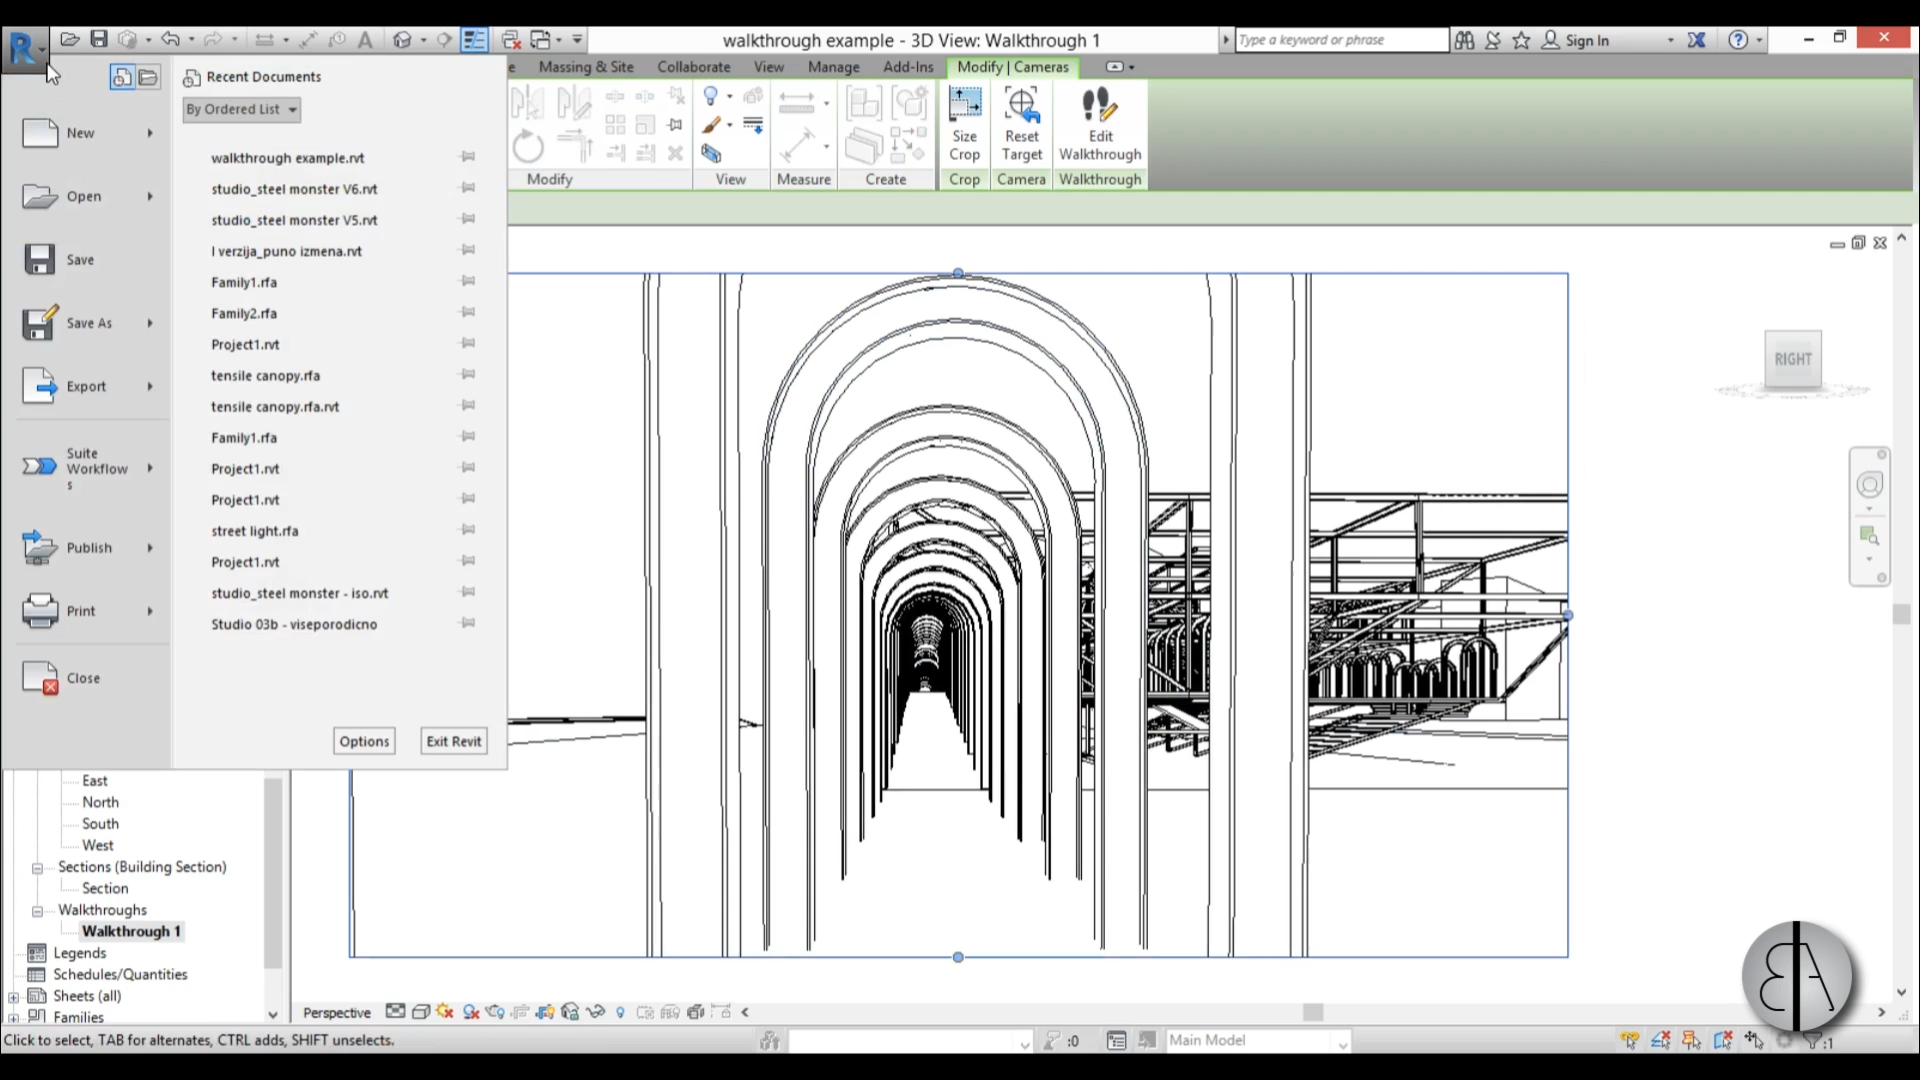 walkthrough example - 3D View: Walkthrough 1
Type a keyword or phrase
Sign In
Massing & Site
Collaborate
View
Manage
Add-Ins
Modify | Cameras
Size
Crop
Reset
Target
Edit
Walkthrough
Modify
View
Measure
Create
Crop
Camera
Walkthrough
Recent Documents
By Ordered List
New
Open
Save
Save As
Export
Suite
Workflow
s
Publish
Print
Close
walkthrough example.rvt
studio_steel monster V6.rvt
studio_steel monster V5.rvt
I verzija_puno izmena.rvt
Family1.rfa
Family2.rfa
Project1.rvt
tensile canopy.rfa
tensile canopy.rfa.rvt
Family1.rfa
Project1.rvt
Project1.rvt
street light.rfa
Project1.rvt
studio_steel monster - iso.rvt
Studio 03b - viseporodicno
Options
Exit Revit
RIGHT
East
North
South
West
Sections (Building Section)
Section
Walkthroughs
Walkthrough 1
Legends
Schedules/Quantities
Sheets (all)
Families
Perspective
Click to select, TAB for alternates, CTRL adds, SHIFT unselects.
:0
Main Model
:1